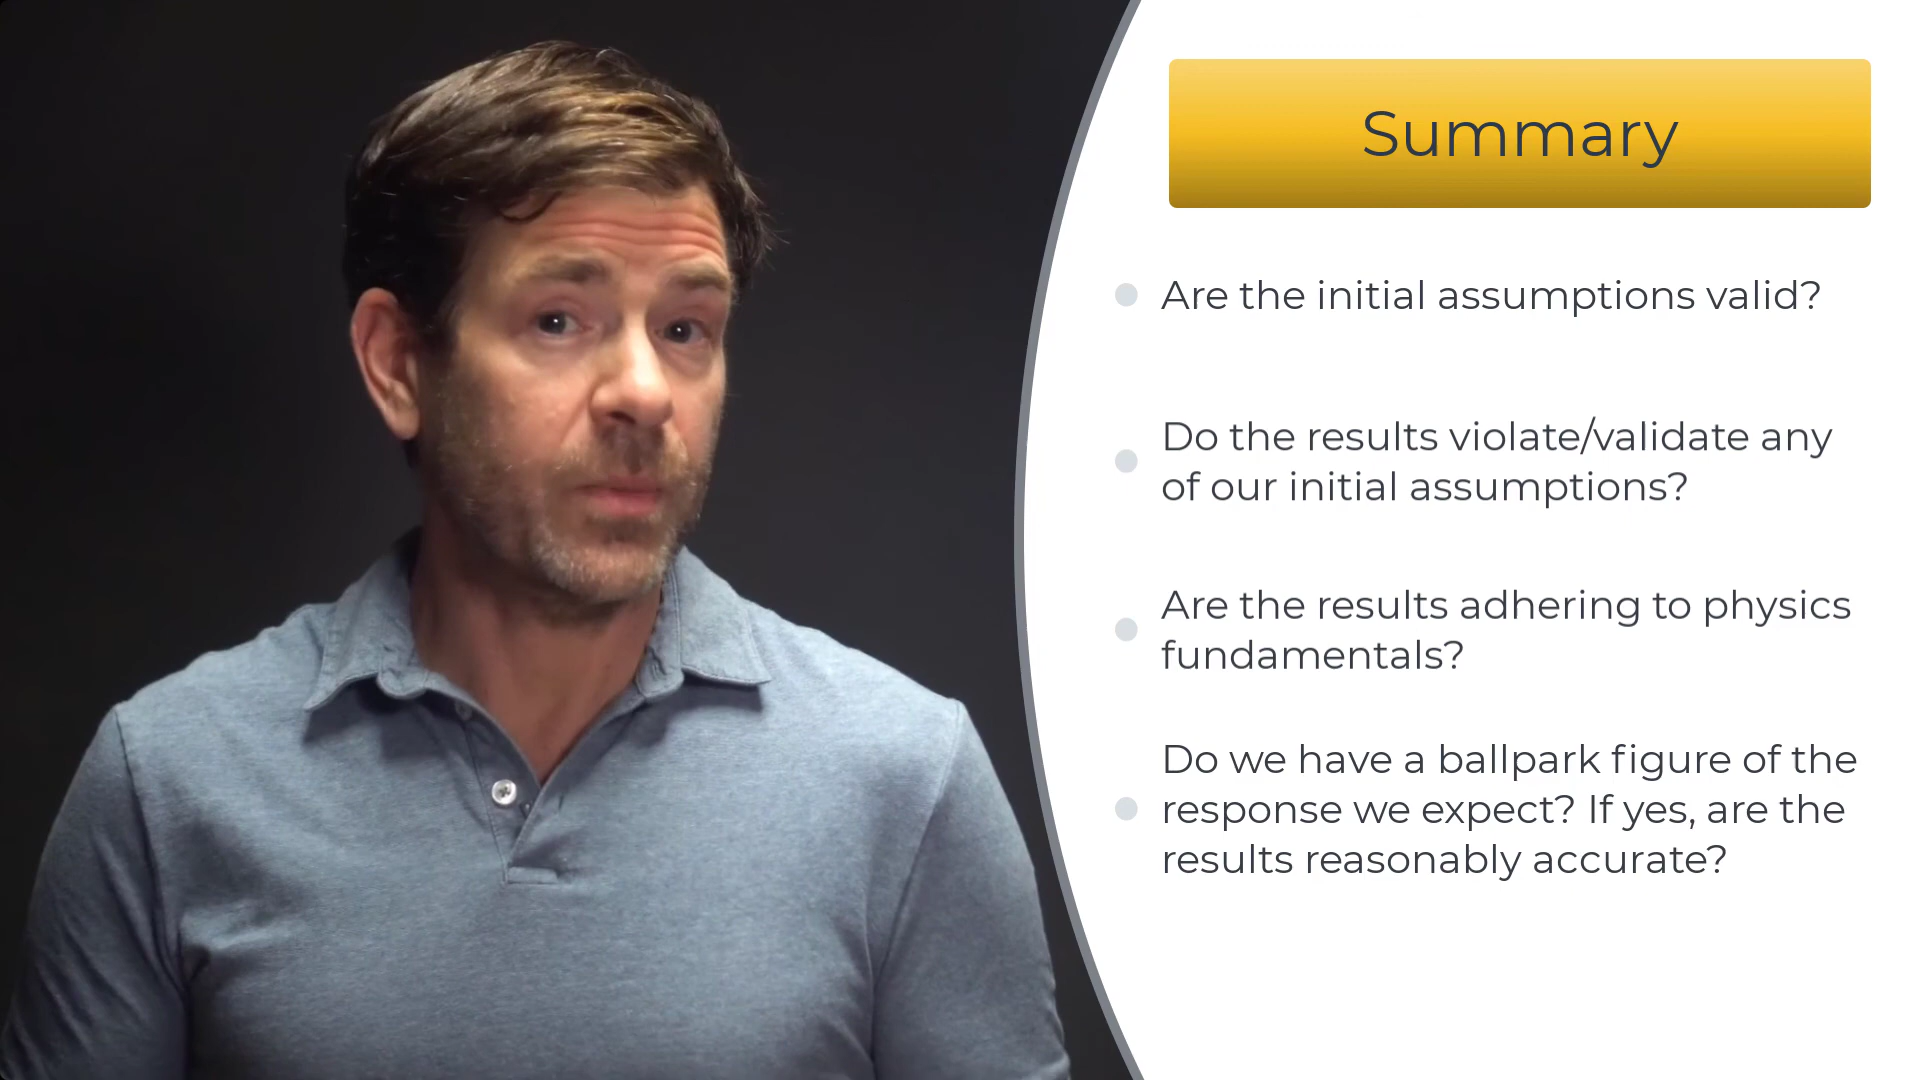 Summary
Are the initial assumptions valid?
Do the results violate/validate any
of our initial assumptions?
Are the results adhering to physics
fundamentals?
Do we have a ballpark figure of the
response we expect? If yes, are the
results reasonably accurate?